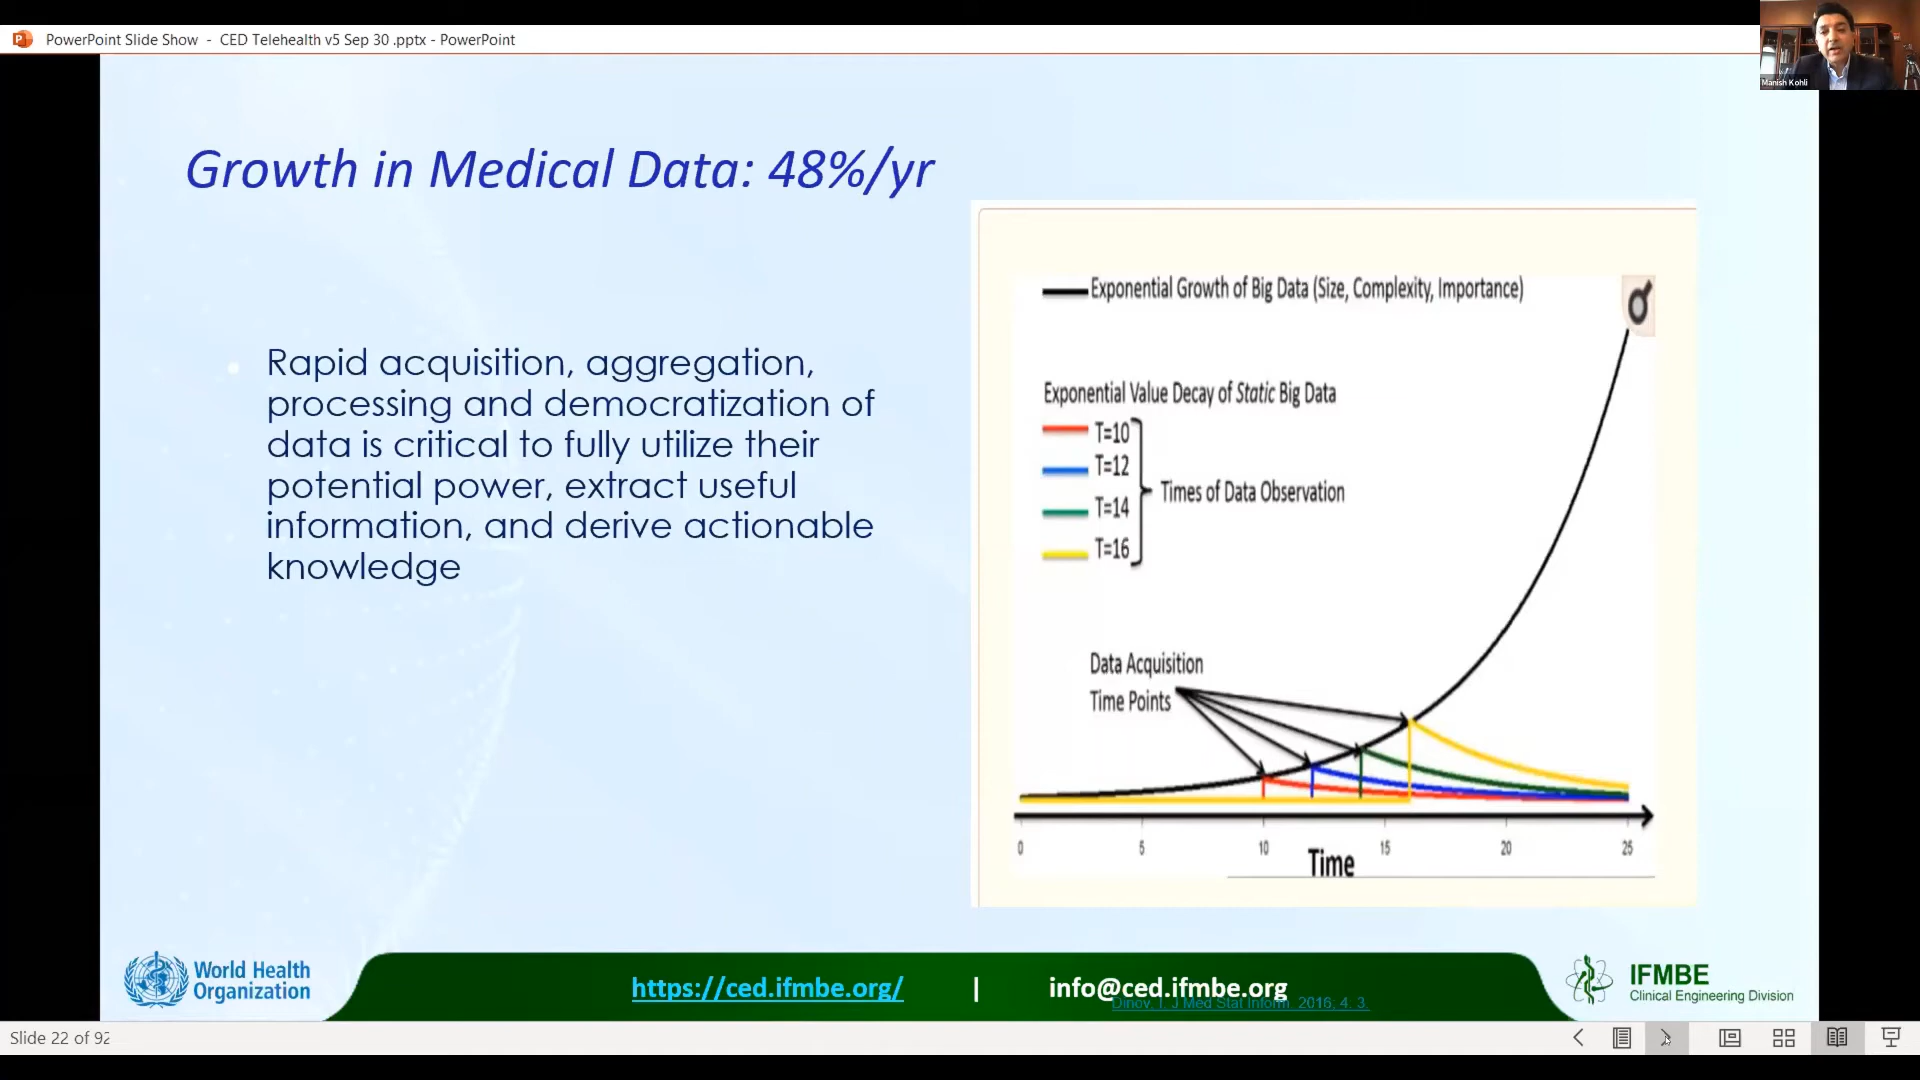 PowerPoint Slide Show - CED Telehealth v5 Sep 30 .pptx - PowerPoint
Manish Kohli
Growth in Medical Data: 48%/yr
Rapid acquisition, aggregation,
processing and democratization of
data is critical to fully utilize their
potential power, extract useful
information, and derive actionable
knowledge
Exponential Growth of Big Data (Size, Complexity, Importance)
Exponential Value Decay of Static Big Data
T=10
T=12
T=14
T=16
Times of Data Observation
Data Acquisition
Time Points
0 5 10 15 20 25
Time
World Health
Organization
https://ced.ifmbe.org/ | info@ced.ifmbe.org
Dinov, I. J Med Stat Inform. 2016; 4. 3.
IFMBE
Clinical Engineering Division
Slide 22 of 92